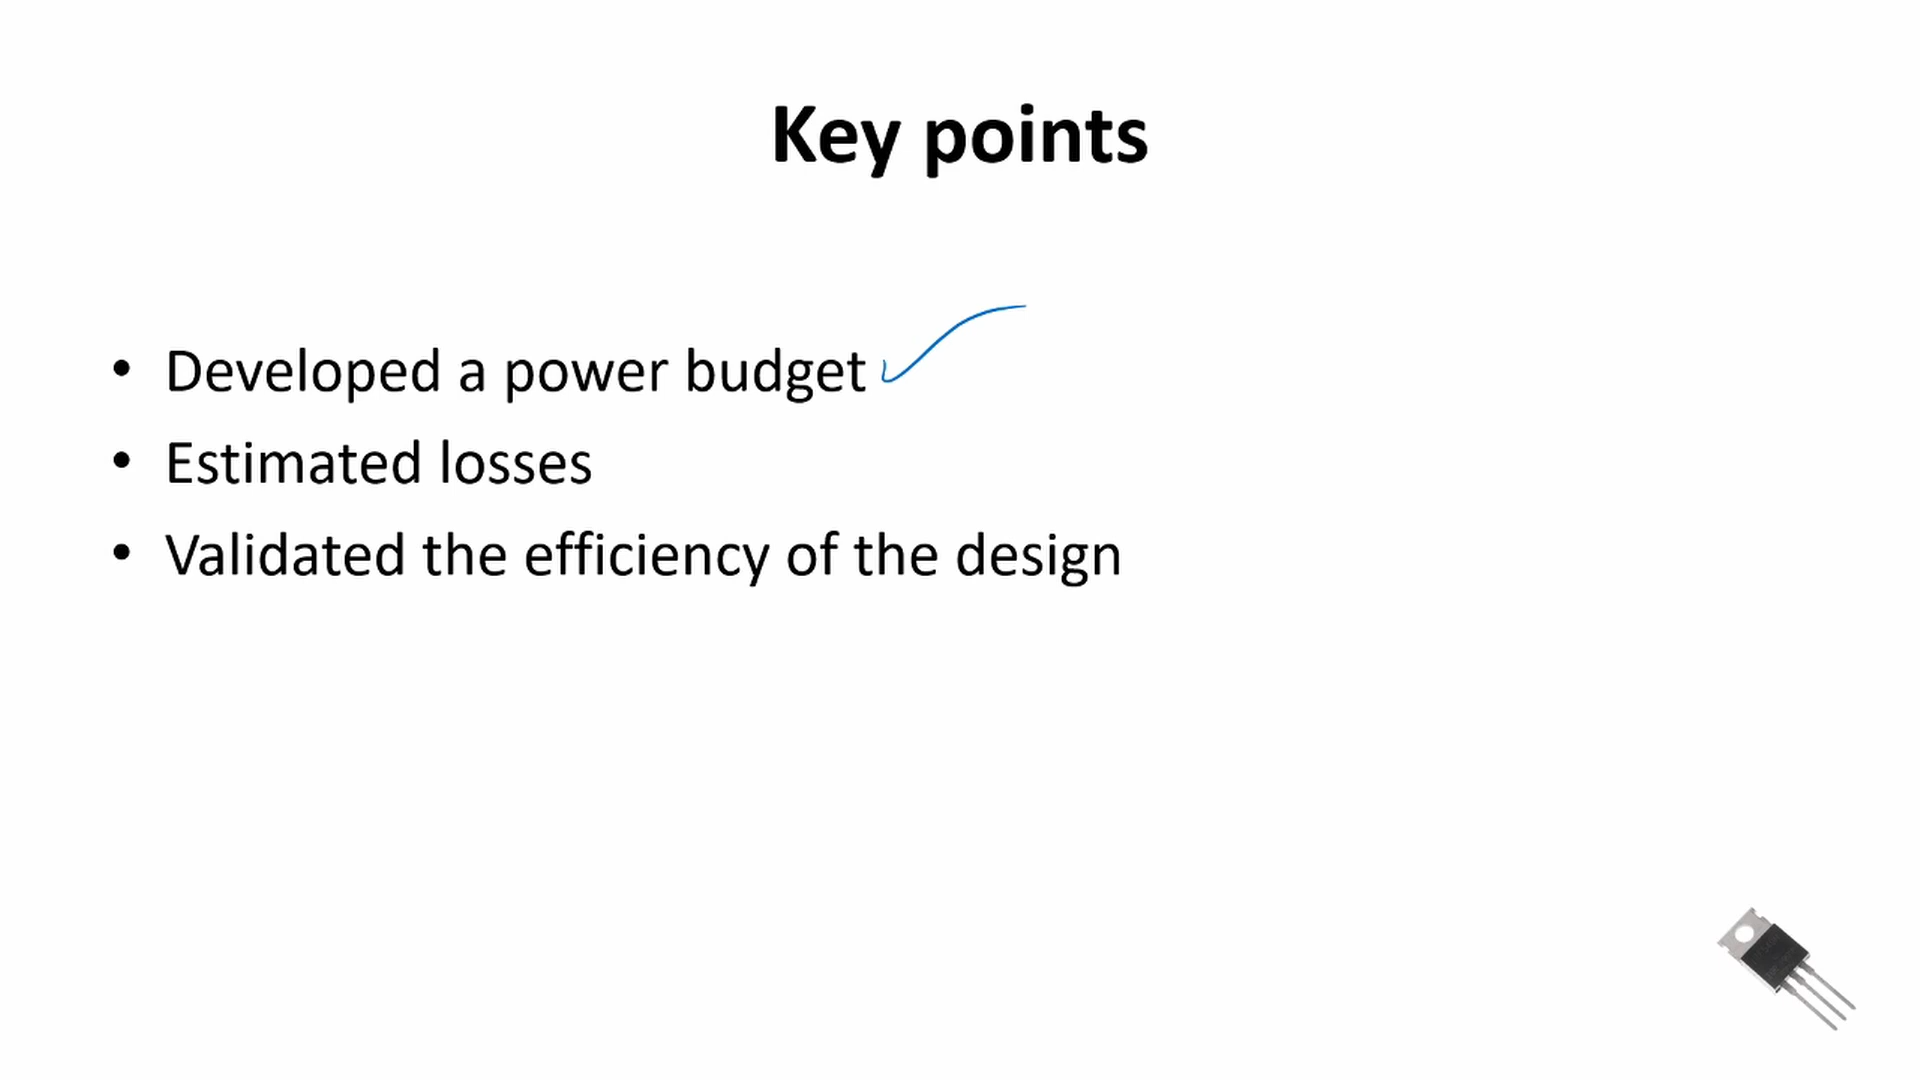 Key points
• Developed a power budget
• Estimated losses
• Validated the efficiency of the design